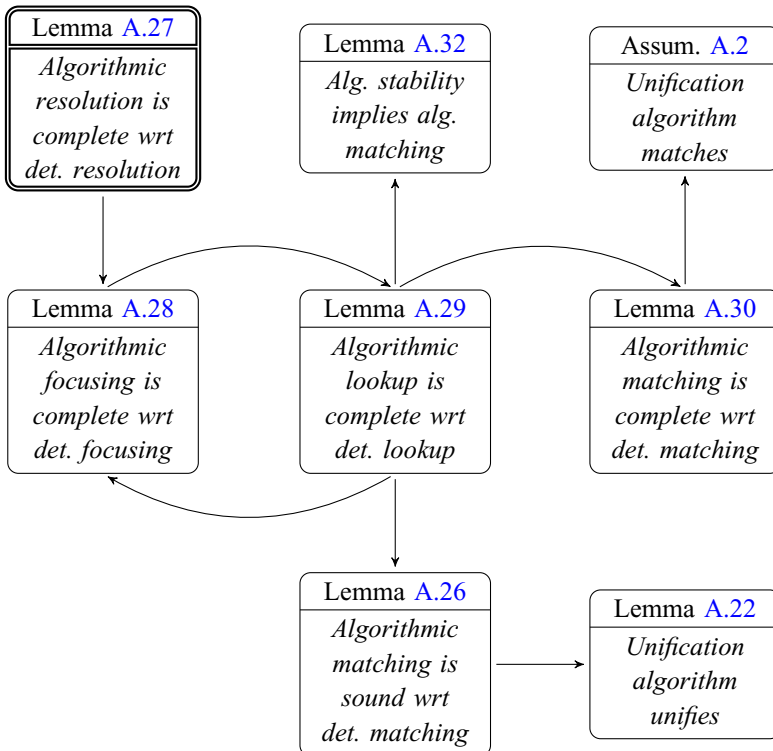 Lemma A.27
Algorithmic
resolution is
complete wrt
det. resolution
Lemma A.32
Alg. stability
implies alg.
matching
Assum. A.2
Unification
algorithm
matches
Lemma A.28
Algorithmic
focusing is
complete wrt
det. focusing
Lemma A.29
Algorithmic
lookup is
complete wrt
det. lookup
Lemma A.30
Algorithmic
matching is
complete wrt
det. matching
Lemma A.26
Algorithmic
matching is
sound wrt
det. matching
Lemma A.22
Unification
algorithm
unifies